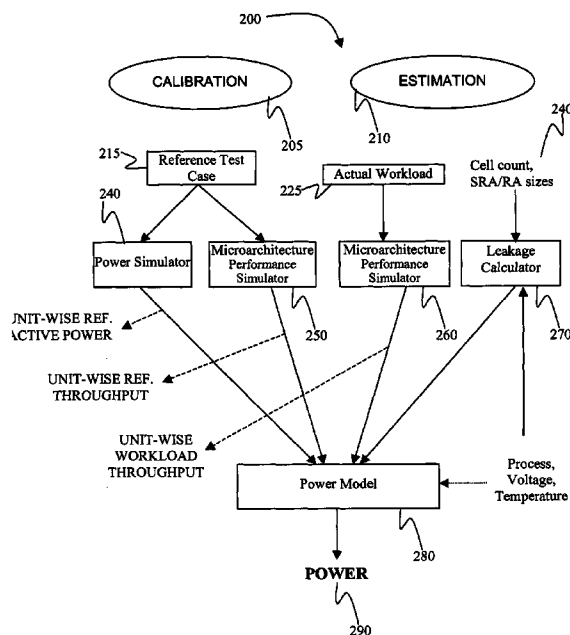 200
CALIBRATION
ESTIMATION
205
210
240
215
Reference Test
Case
225
Actual Workload
Cell count,
SRA/RA sizes
240
Power Simulator
Microarchitecture
Performance
Simulator
Microarchitecture
Performance
Simulator
Leakage
Calculator
250
260
270
UNIT-WISE REF.
ACTIVE POWER
UNIT-WISE REF.
THROUGHPUT
UNIT-WISE
WORKLOAD
THROUGHPUT
Power Model
Process,
Voltage,
Temperature
280
POWER
290